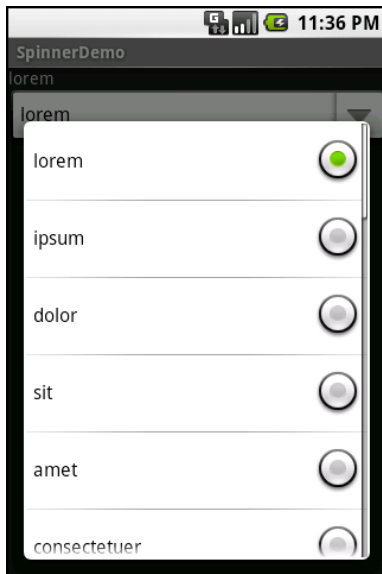 11:36 PM
SpinnerDemo
lorem
lorem
lorem
ipsum
dolor
sit
amet
consectetuer